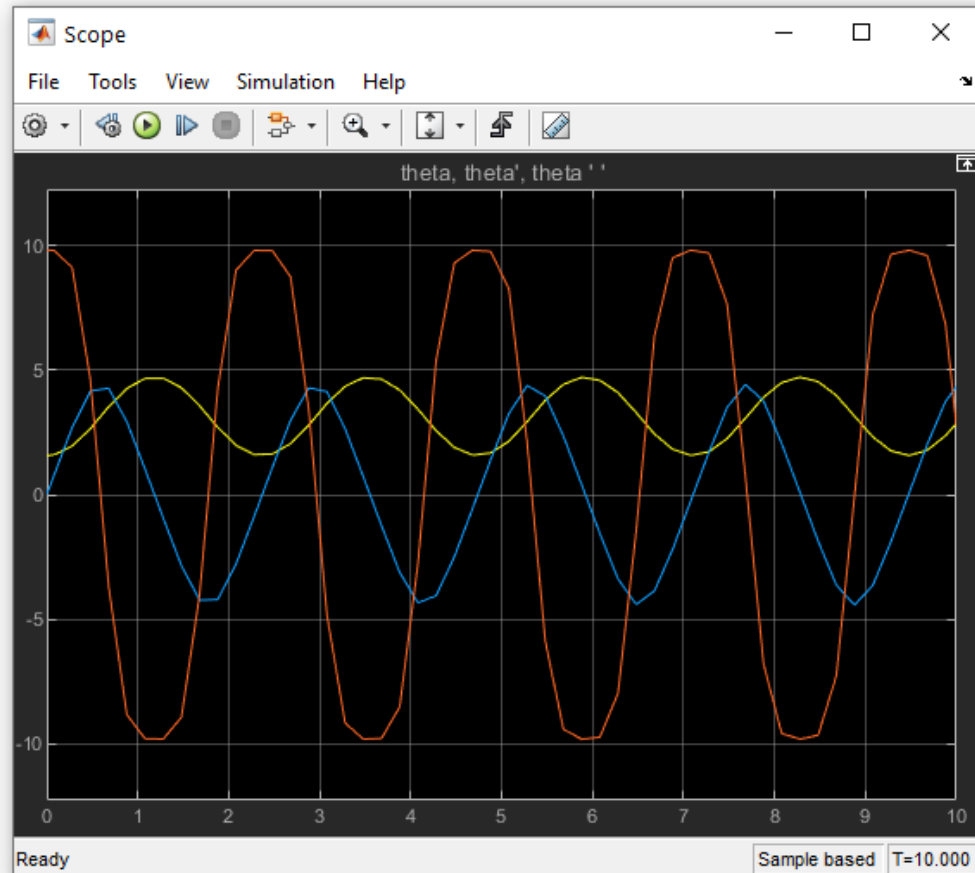 Scope
File Tools View Simulation Help
theta, theta', theta ' '
10
5
0
-5
-10
0 1 2 3 4 5 6 7 8 9 10
Ready Sample based T=10.000